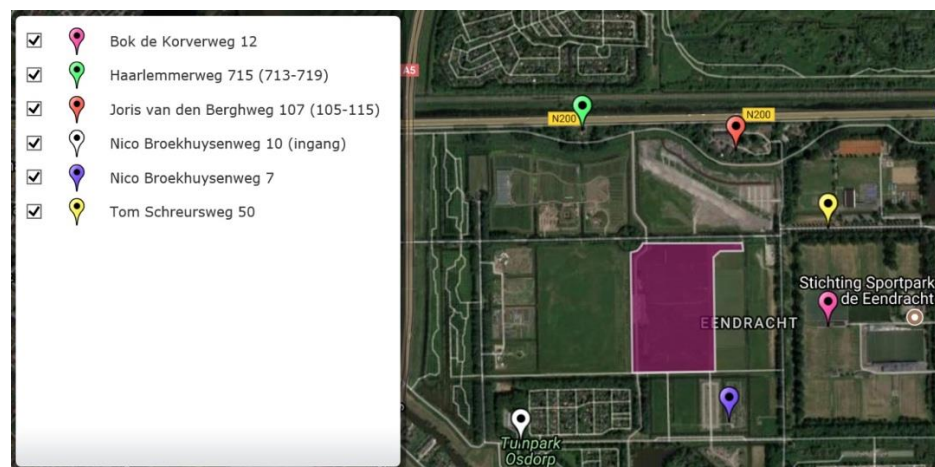 Bok de Korverweg 12
Haarlemmerweg 715 (713-719)
Joris van den Berghweg 107 (105-115)
Nico Broekhuysenweg 10 (ingang)
Nico Broekhuysenweg 7
Tom Schreursweg 50
A5
N200
N200
Stichting Sportpark
de Eendracht
EENDRACHT
Tuinpark
Osdorp